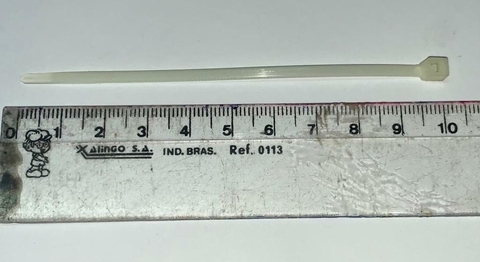 0 1 2 3 4 5 6 7 8 9 10
Xalingo S.A. IND. BRAS. Ref. 0113